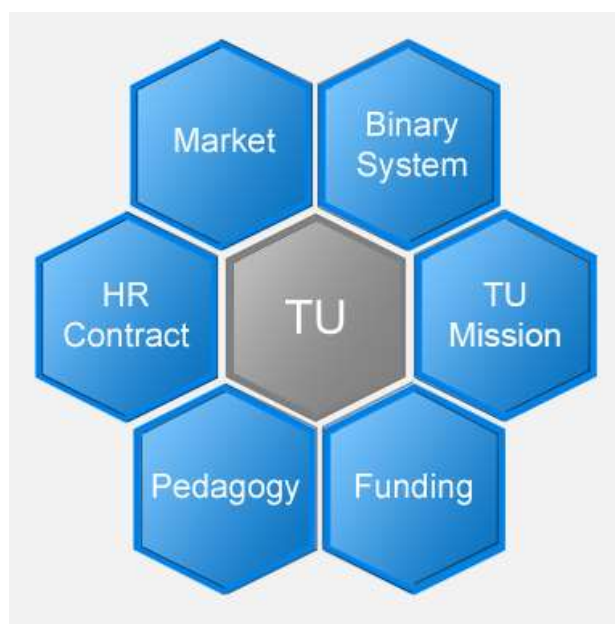 Market
Binary
System
HR
Contract
TU
TU
Mission
Pedagogy
Funding